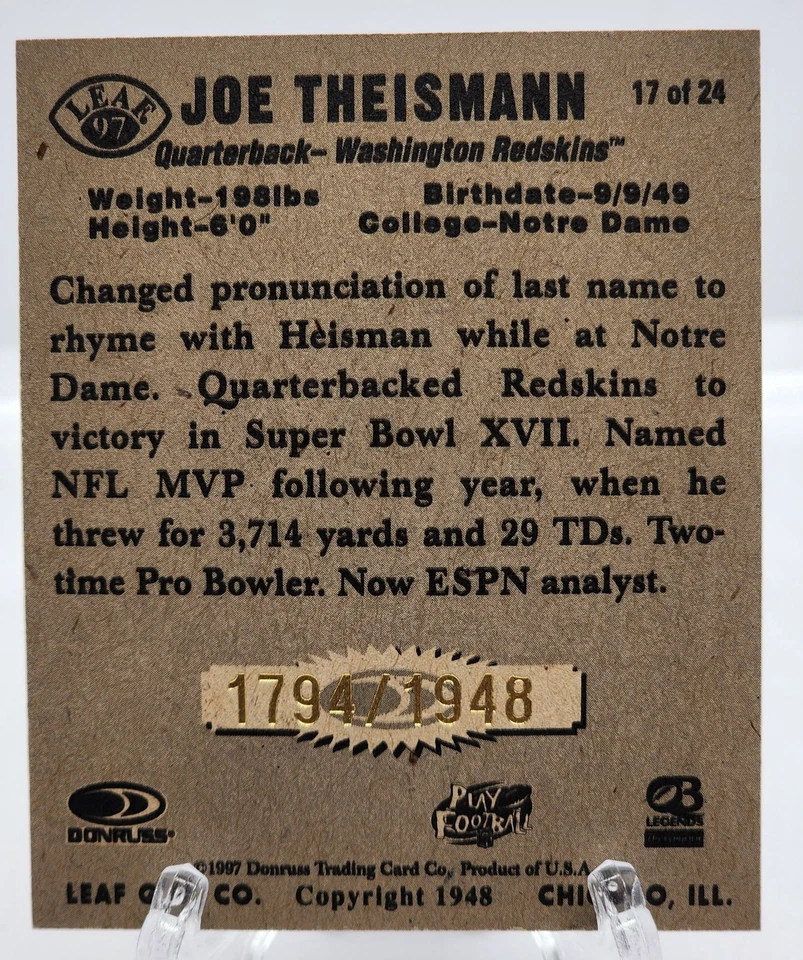 LEAF 97
JOE THEISMANN 17 of 24
Quarterback– Washington Redskins™
Weight–198lbs Birthdate–9/9/49
Height–6'0" College–Notre Dame
Changed pronunciation of last name to
rhyme with Heisman while at Notre
Dame. Quarterbacked Redskins to
victory in Super Bowl XVII. Named
NFL MVP following year, when he
threw for 3,714 yards and 29 TDs. Two-
time Pro Bowler. Now ESPN analyst.
1794/1948
DONRUSS® PLAY FOOTBALL LEGENDS
©1997 Donruss Trading Card Co. Product of U.S.A
LEAF CO. Copyright 1948 ILL.